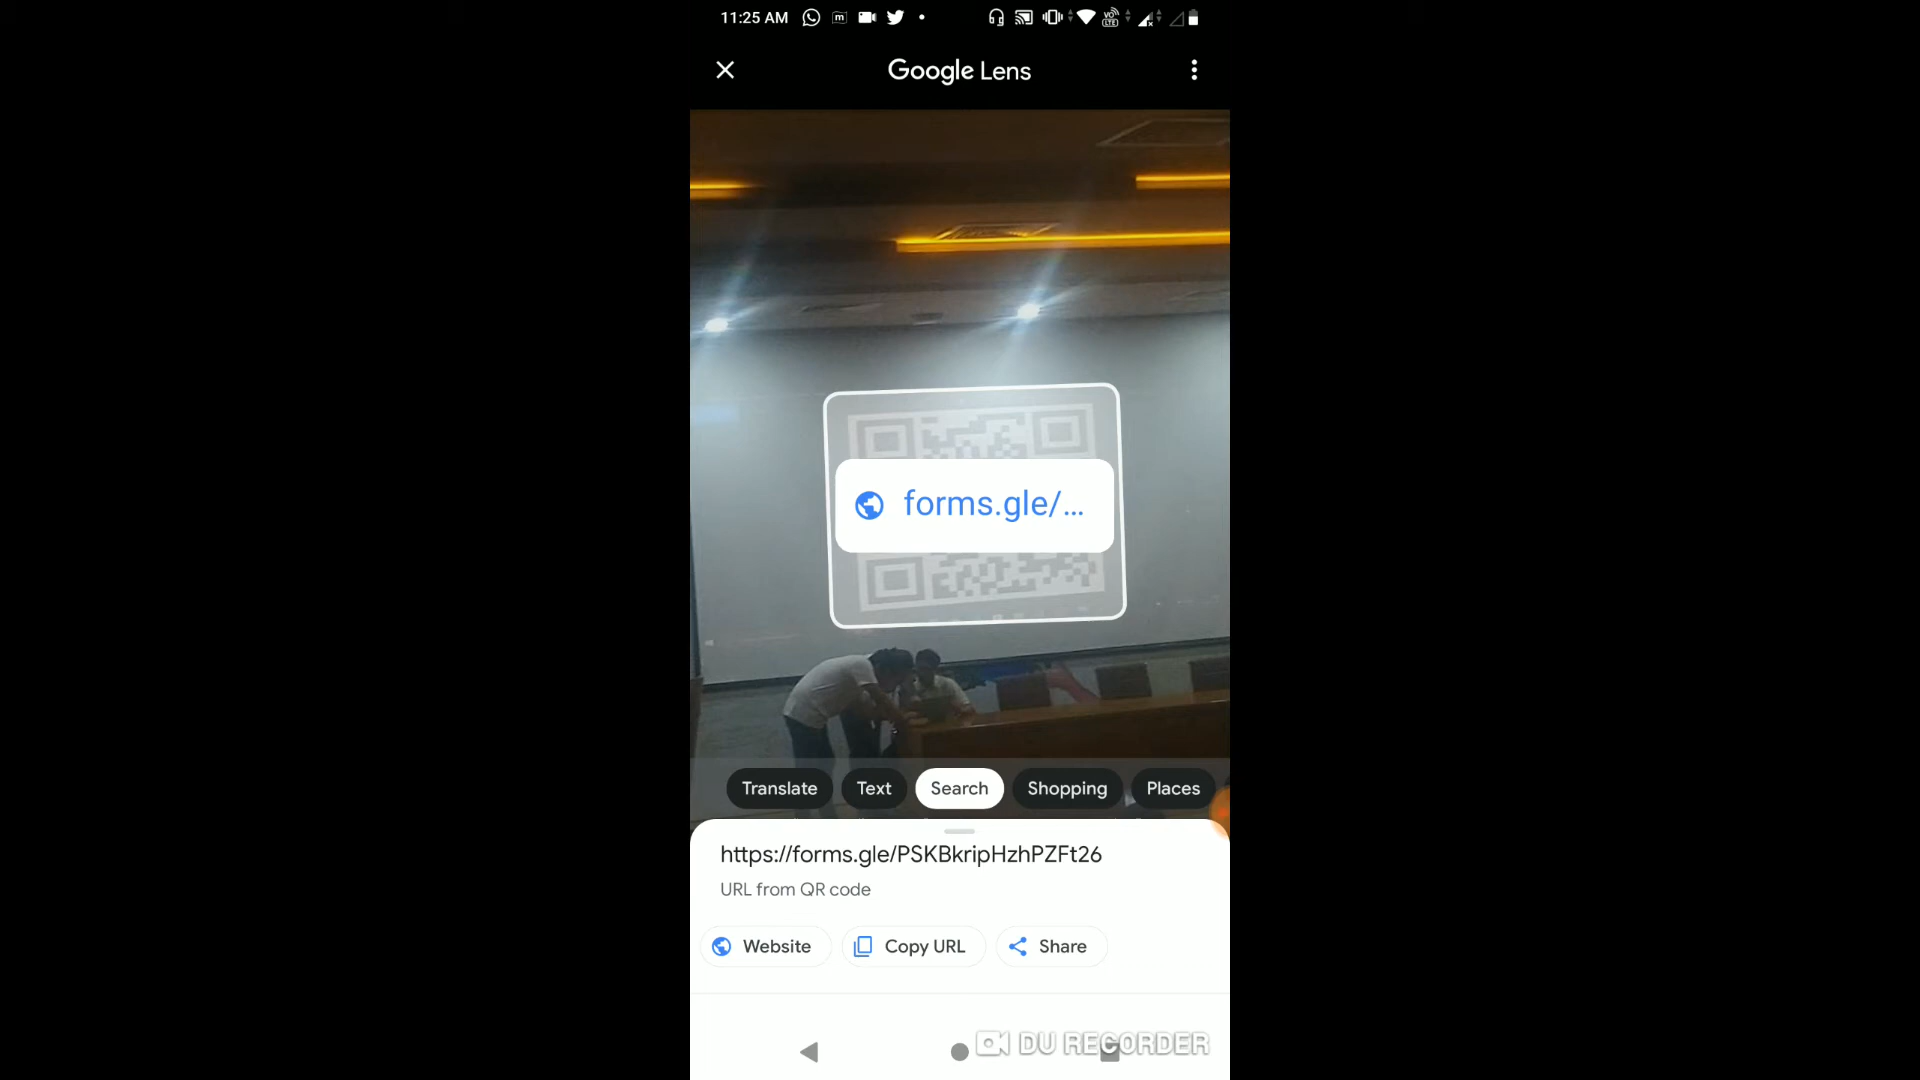 11:25 AM
Google Lens
forms.gle/...
Translate Text Search Shopping Places
https://forms.gle/PSKBkripHzhPZFt26
URL from QR code
Website Copy URL Share
DU RECORDER